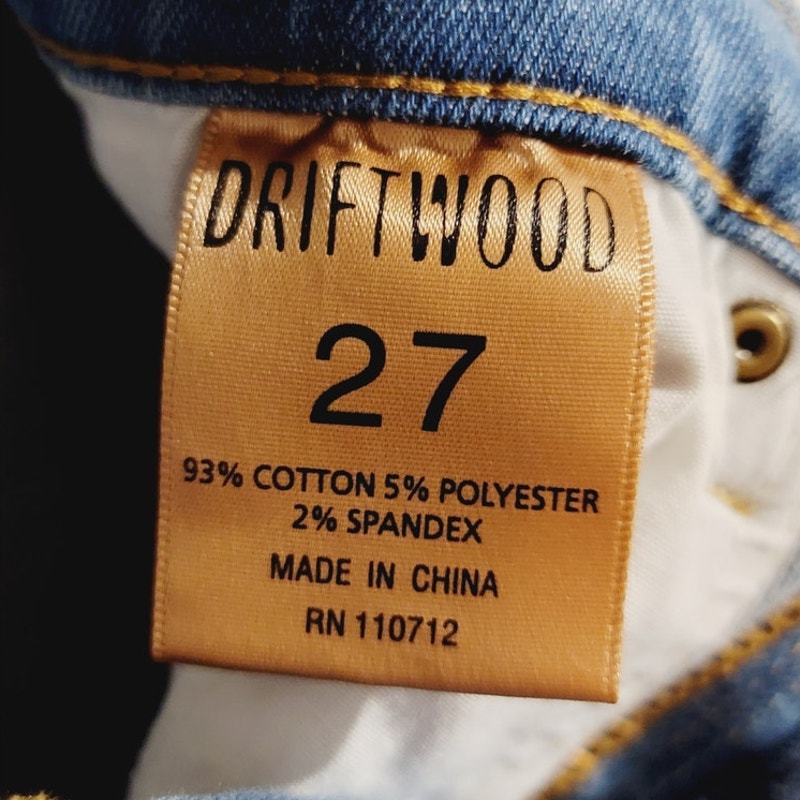 DRIFTWOOD
27
93% COTTON 5% POLYESTER
2% SPANDEX
MADE IN CHINA
RN 110712